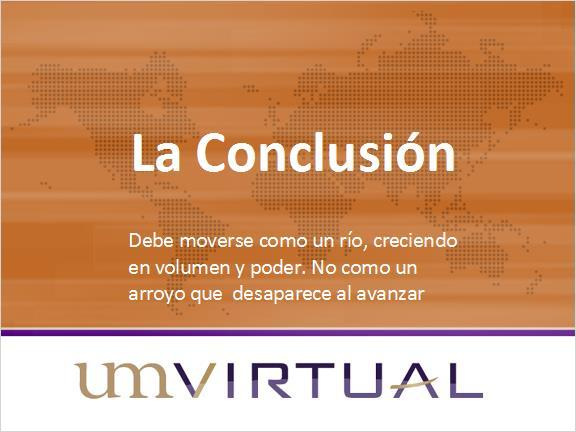 La Conclusión
Debe moverse como un río, creciendo
en volumen y poder. No como un
arroyo que  desaparece al avanzar
umVIRTUAL